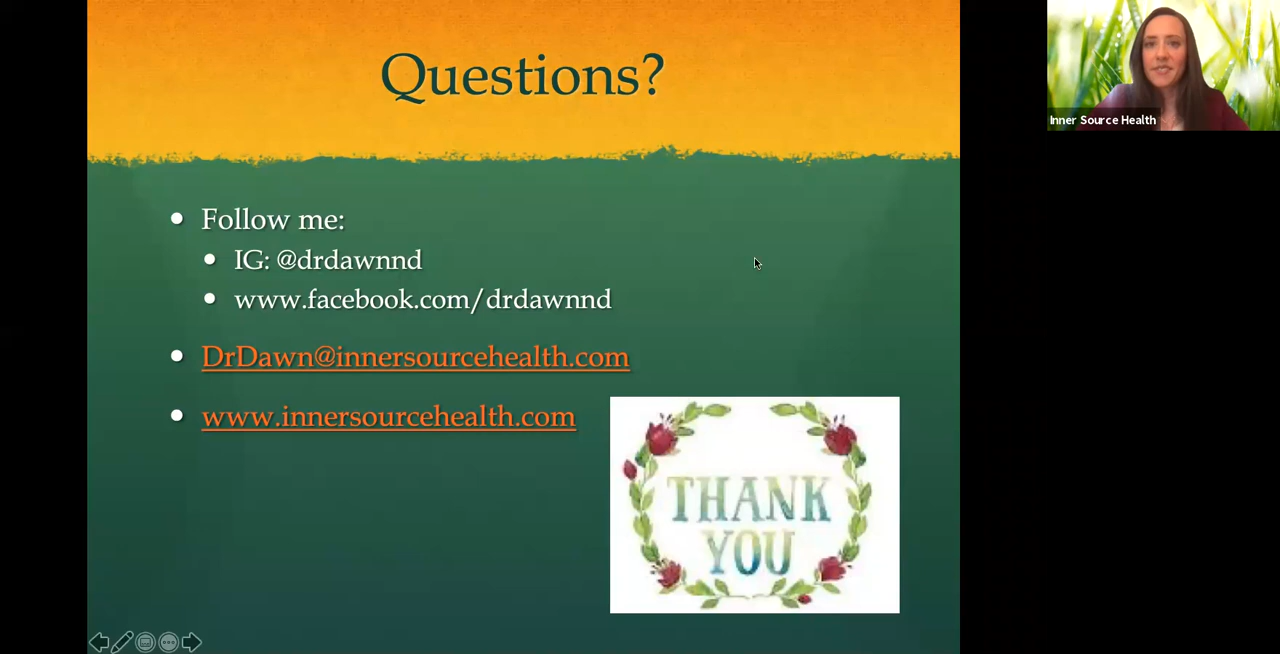 Questions?
Follow me:
IG: @drdawnnd
www.facebook.com/drdawnnd
DrDawn@innersourcehealth.com
www.innersourcehealth.com
THANK
YOU
Inner Source Health